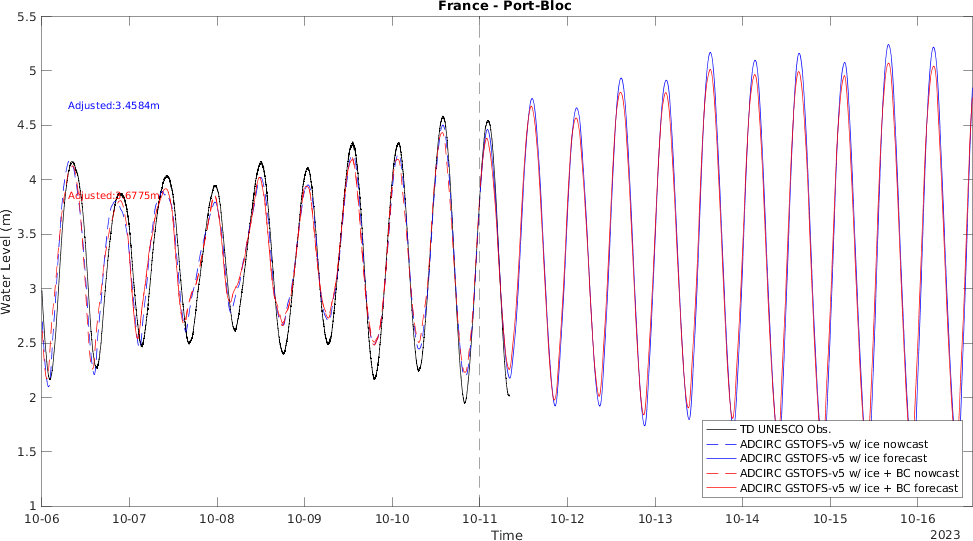 France - Port-Bloc
5.5
5
4.5
4
3.5
3
2.5
2
1.5
1
Water Level (m)
Adjusted:3.4584m
Adjusted:3.6775m
TD UNESCO Obs.
ADCIRC GSTOFS-v5 w/ ice nowcast
ADCIRC GSTOFS-v5 w/ ice forecast
ADCIRC GSTOFS-v5 w/ ice + BC nowcast
ADCIRC GSTOFS-v5 w/ ice + BC forecast
10-06 10-07 10-08 10-09 10-10 10-11 10-12 10-13 10-14 10-15 10-16
Time
2023